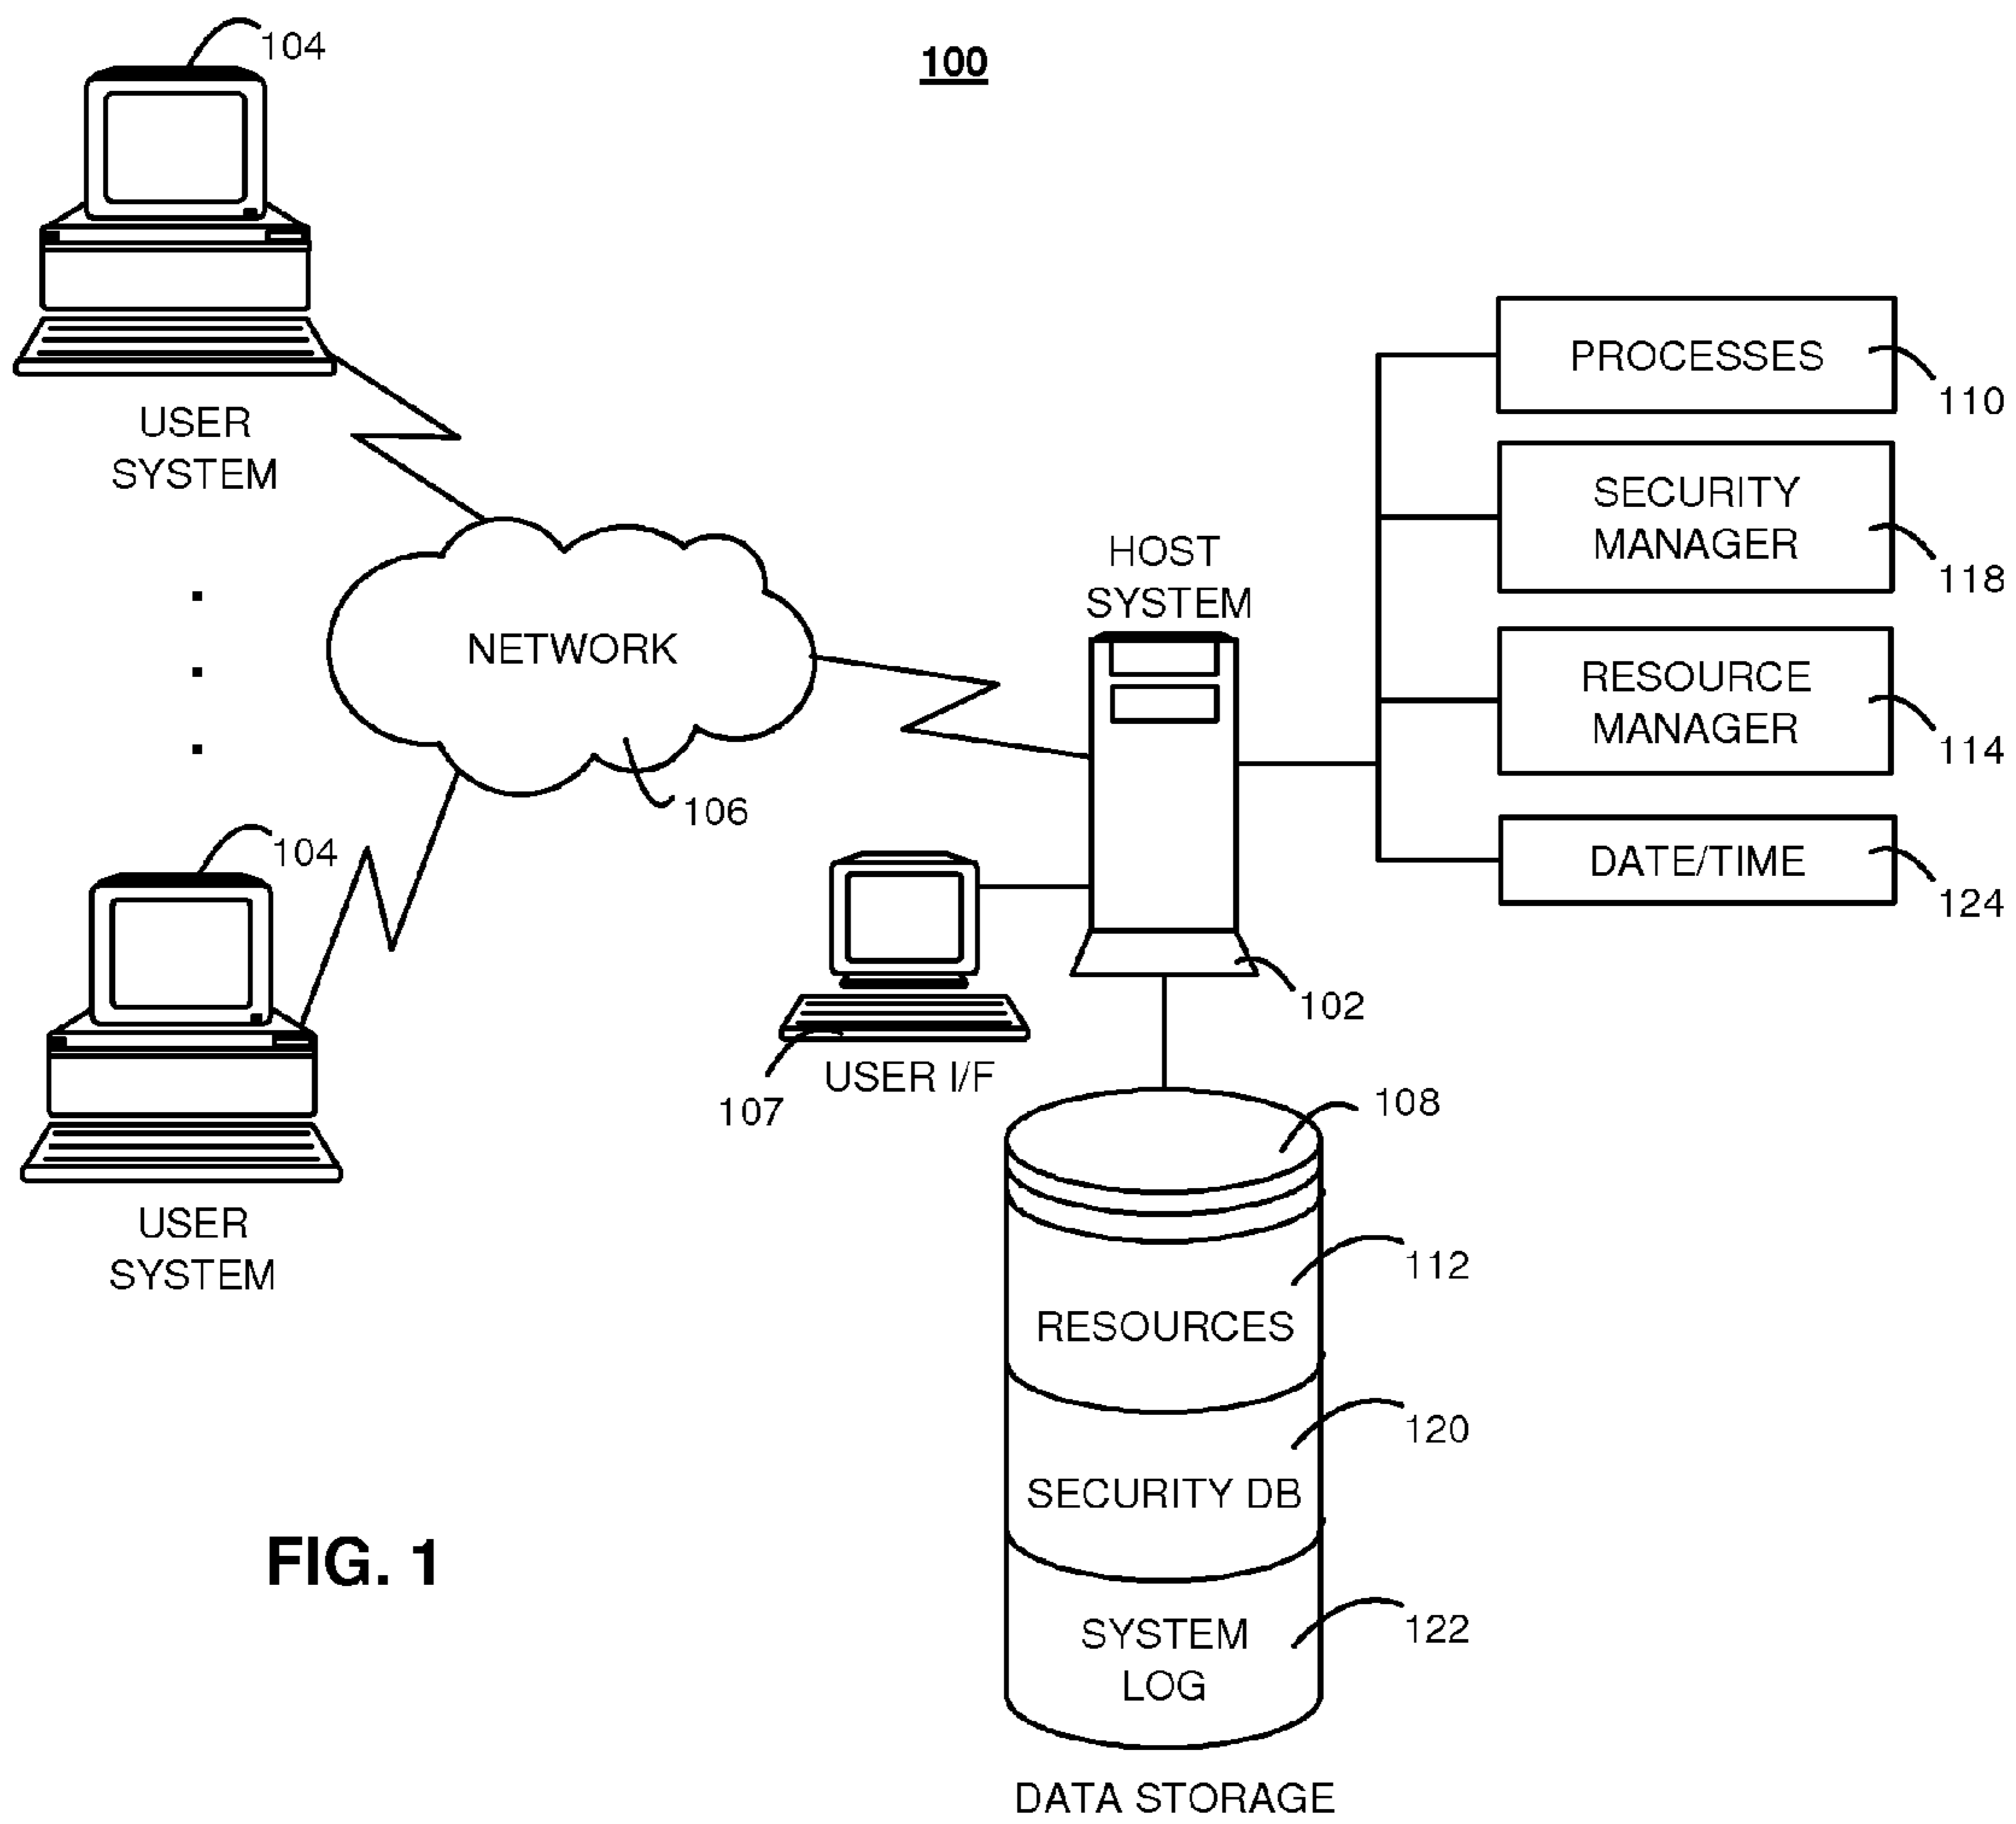 104
100
USER
SYSTEM
PROCESSES
110
SECURITY
MANAGER
118
HOST
SYSTEM
NETWORK
106
RESOURCE
MANAGER
114
DATE/TIME
124
104
USER
SYSTEM
102
USER I/F
107
108
112
RESOURCES
120
SECURITY DB
122
SYSTEM
LOG
DATA STORAGE
FIG. 1